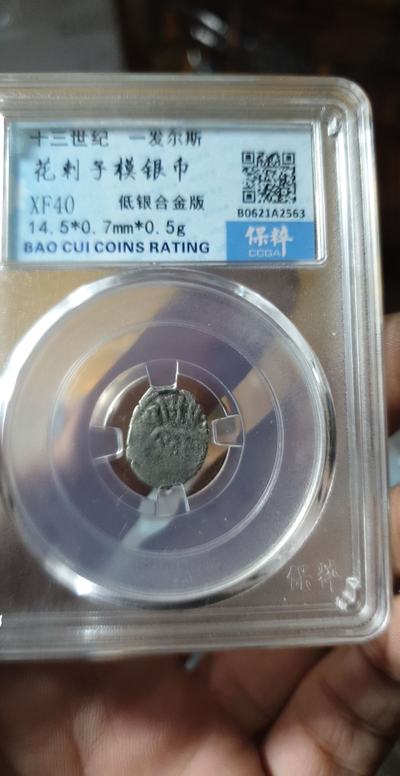 十三世纪 一发尔斯
花剌子模银币
XF40 低银合金版
B0621A2563
14.5*0.7mm*0.5g
保粹
CCGA
BAO CUI COINS RATING
保粹